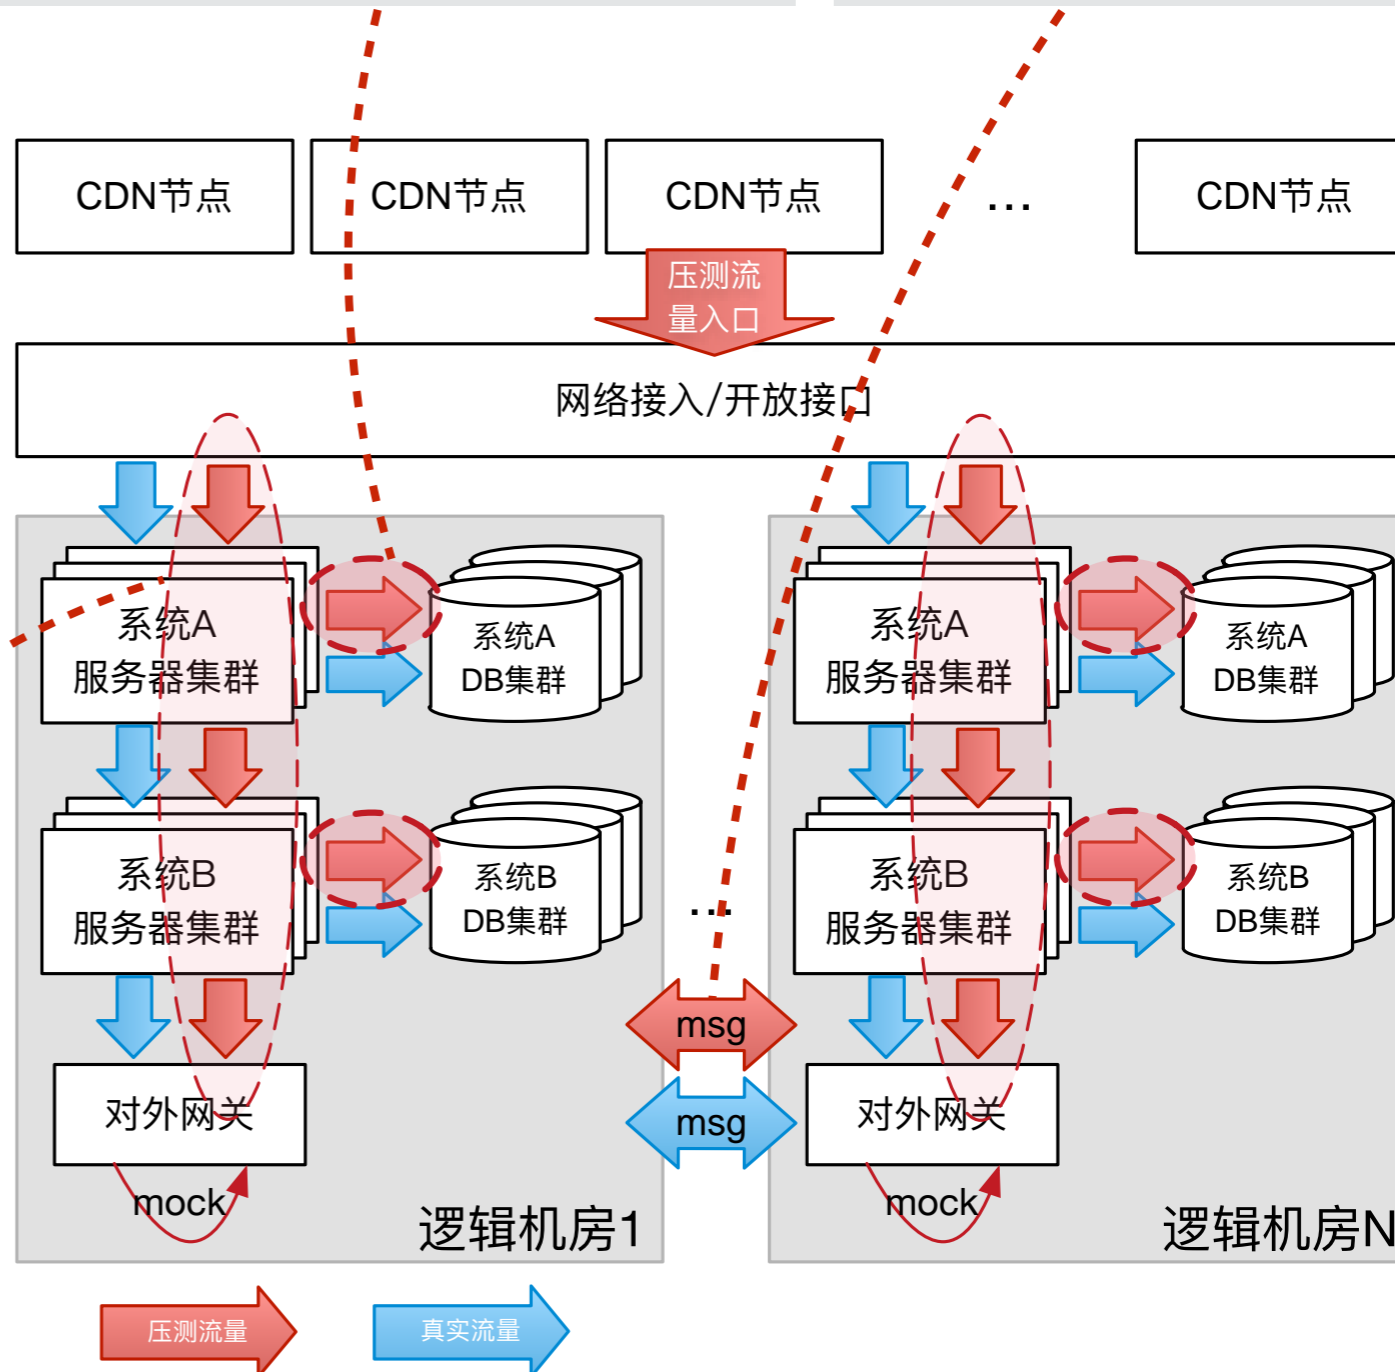 CDN节点
CDN节点
CDN节点
...
CDN节点
压测流
量入口
网络接入/开放接口
系统A
服务器集群
系统A
DB集群
系统A
服务器集群
系统A
DB集群
系统B
服务器集群
系统B
DB集群
...
系统B
服务器集群
系统B
DB集群
msg
msg
对外网关
对外网关
mock
mock
逻辑机房1
逻辑机房N
压测流量
真实流量